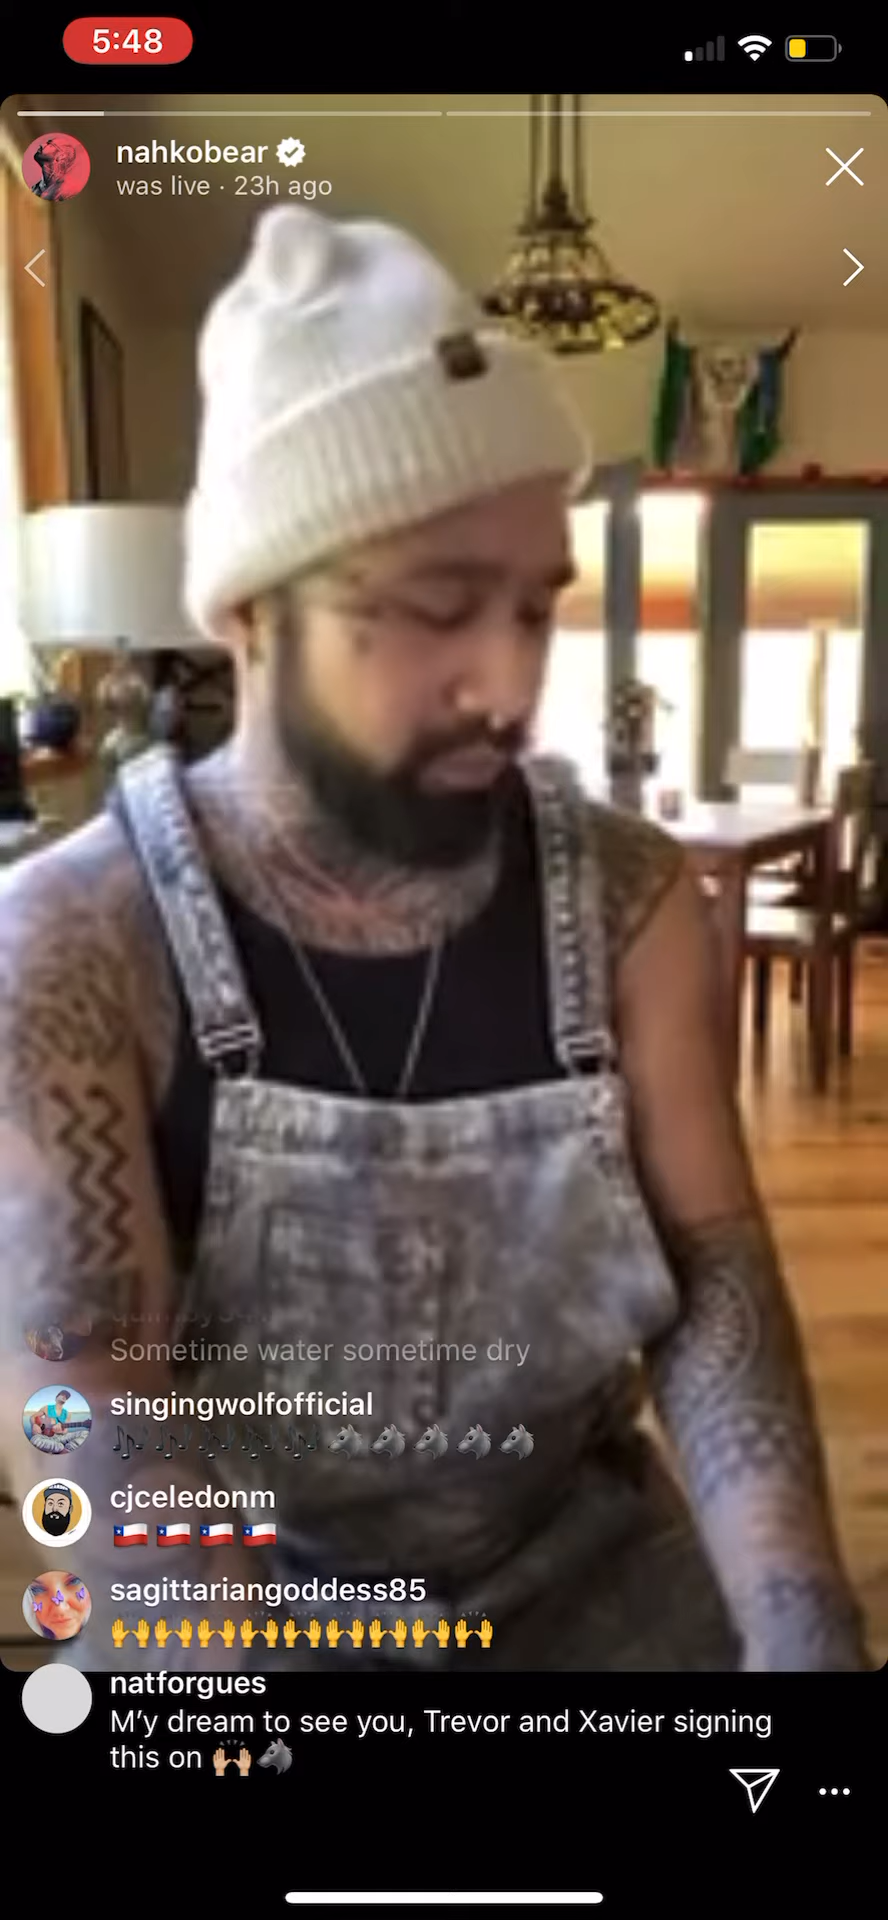 5:48
nahkobear
was live · 23h ago
Sometime water sometime dry
singingwolfofficial
🎶🎶🎶🎶🎶🐺🐺🐺🐺🐺
cjceledonm
🇨🇱🇨🇱🇨🇱🇨🇱
sagittariangoddess85
🙌🙌🙌🙌🙌🙌🙌🙌🙌
natforgues
M’y dream to see you, Trevor and Xavier signing
this on 🙌🏼🐺